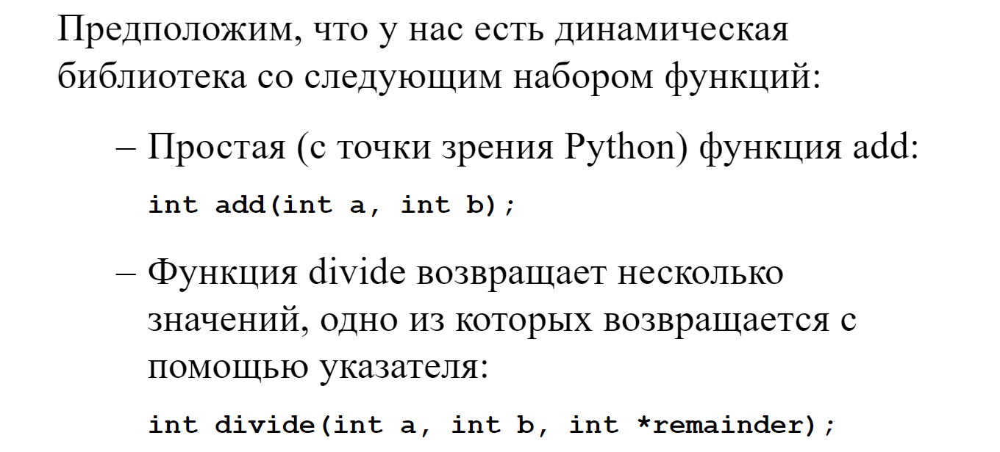 Предположим, что у нас есть динамическая
библиотека со следующим набором функций:
– Простая (с точки зрения Python) функция add:
int add(int a, int b);
– Функция divide возвращает несколько
значений, одно из которых возвращается с
помощью указателя:
int divide(int a, int b, int *remainder);